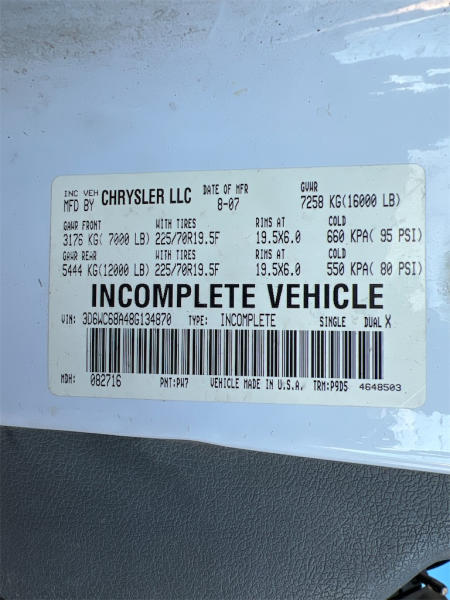 INC VEH MFD BY CHRYSLER LLC DATE OF MFR 8-07 GVWR 7258 KG(16000 LB)
GAWR FRONT WITH TIRES RIMS AT COLD
3176 KG( 7000 LB) 225/70R19.5F 19.5X6.0 660 KPA( 95 PSI)
GAWR REAR WITH TIRES RIMS AT COLD
5444 KG(12000 LB) 225/70R19.5F 19.5X6.0 550 KPA( 80 PSI)
INCOMPLETE VEHICLE
VIN: 3D6WC68A48G134870 TYPE: INCOMPLETE SINGLE DUAL X
MDH: 082716 PNT:PW7 VEHICLE MADE IN U.S.A. TRM:P9D5 4648503